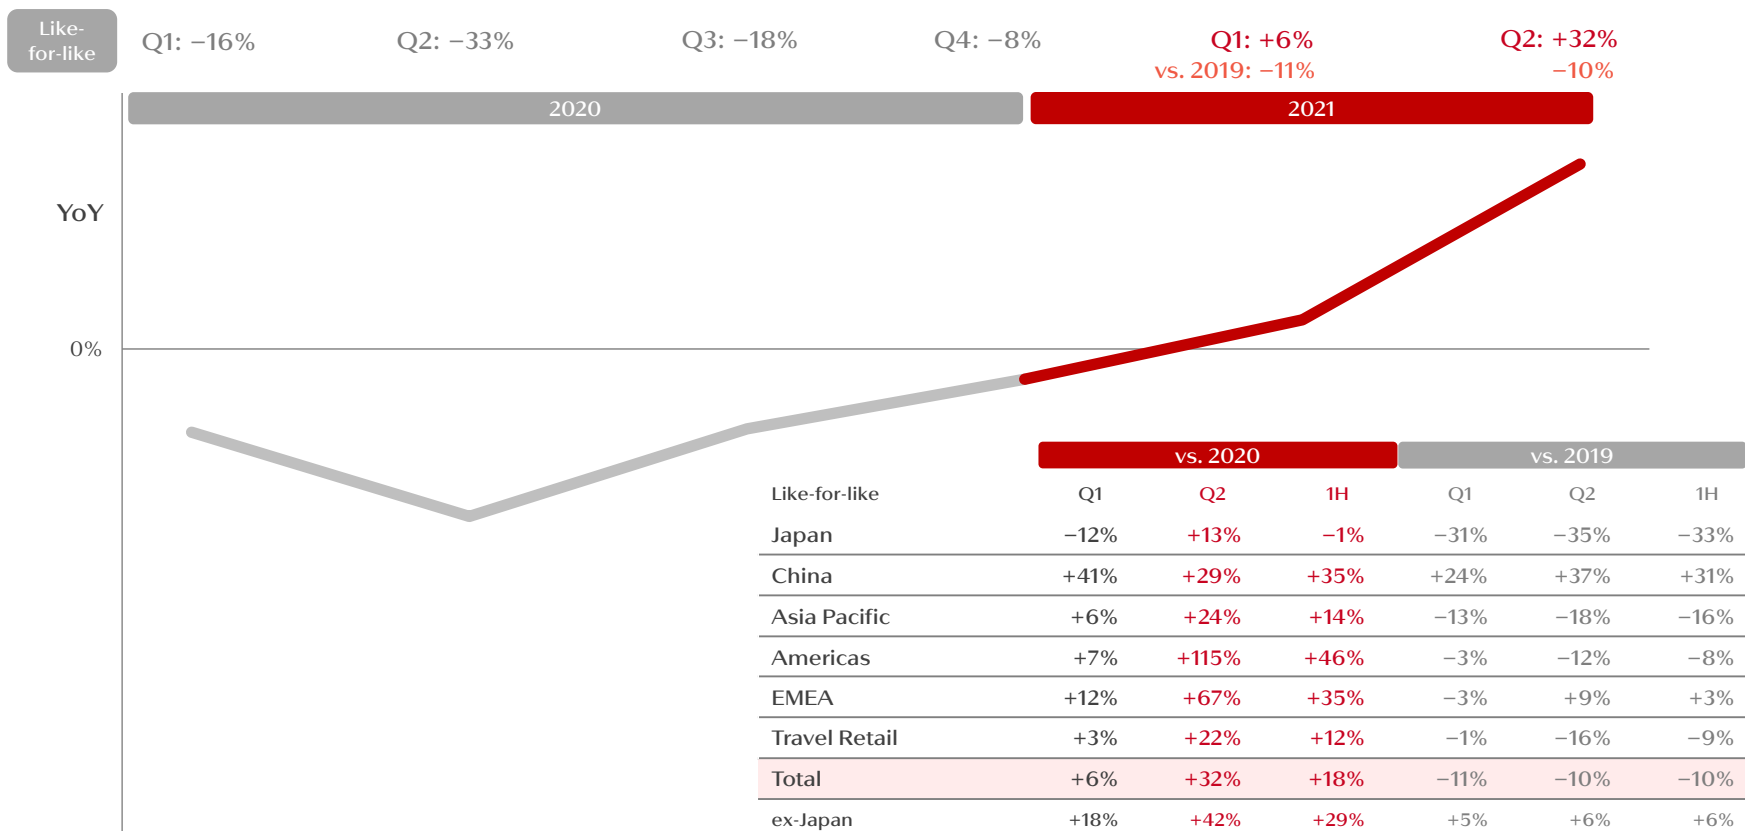 Like-
for-like
Q1: −16%
Q2: −33%
Q3: −18%
Q4: −8%
Q1: +6%
Q2: +32%
vs. 2019: −11%
−10%
2020
2021
YoY
0%
vs. 2020
vs. 2019
Like-for-like Q1 Q2 1H Q1 Q2 1H
Japan −12% +13% −1% −31% −35% −33%
China +41% +29% +35% +24% +37% +31%
Asia Pacific +6% +24% +14% −13% −18% −16%
Americas +7% +115% +46% −3% −12% −8%
EMEA +12% +67% +35% −3% +9% +3%
Travel Retail +3% +22% +12% −1% −16% −9%
Total +6% +32% +18% −11% −10% −10%
ex-Japan +18% +42% +29% +5% +6% +6%